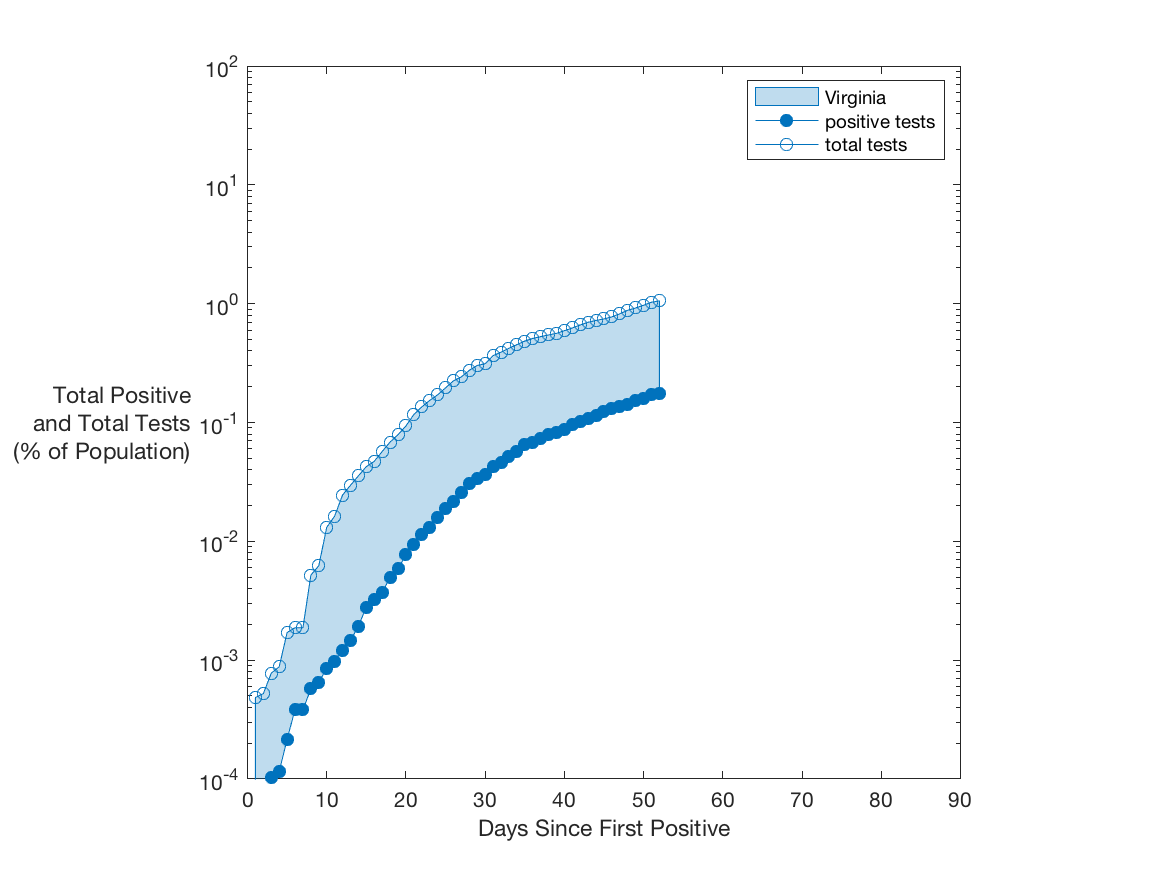 10^2
10^1
10^0
10^-1
10^-2
10^-3
10^-4
Total Positive
and Total Tests
(% of Population)
Virginia
positive tests
total tests
0 10 20 30 40 50 60 70 80 90
Days Since First Positive